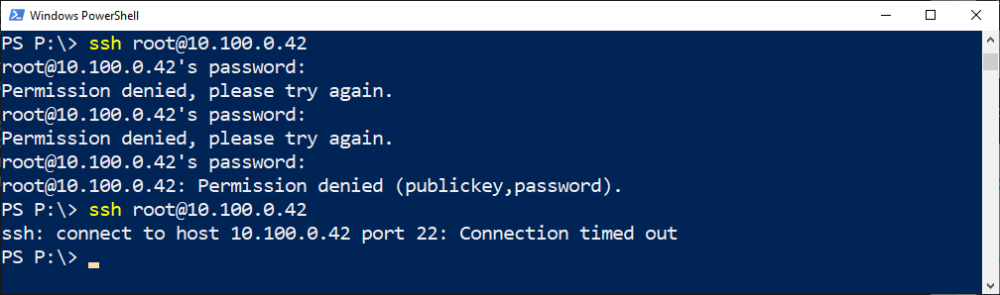 Windows PowerShell
PS P:\> ssh root@10.100.0.42
root@10.100.0.42's password:
Permission denied, please try again.
root@10.100.0.42's password:
Permission denied, please try again.
root@10.100.0.42's password:
root@10.100.0.42: Permission denied (publickey,password).
PS P:\> ssh root@10.100.0.42
ssh: connect to host 10.100.0.42 port 22: Connection timed out
PS P:\>